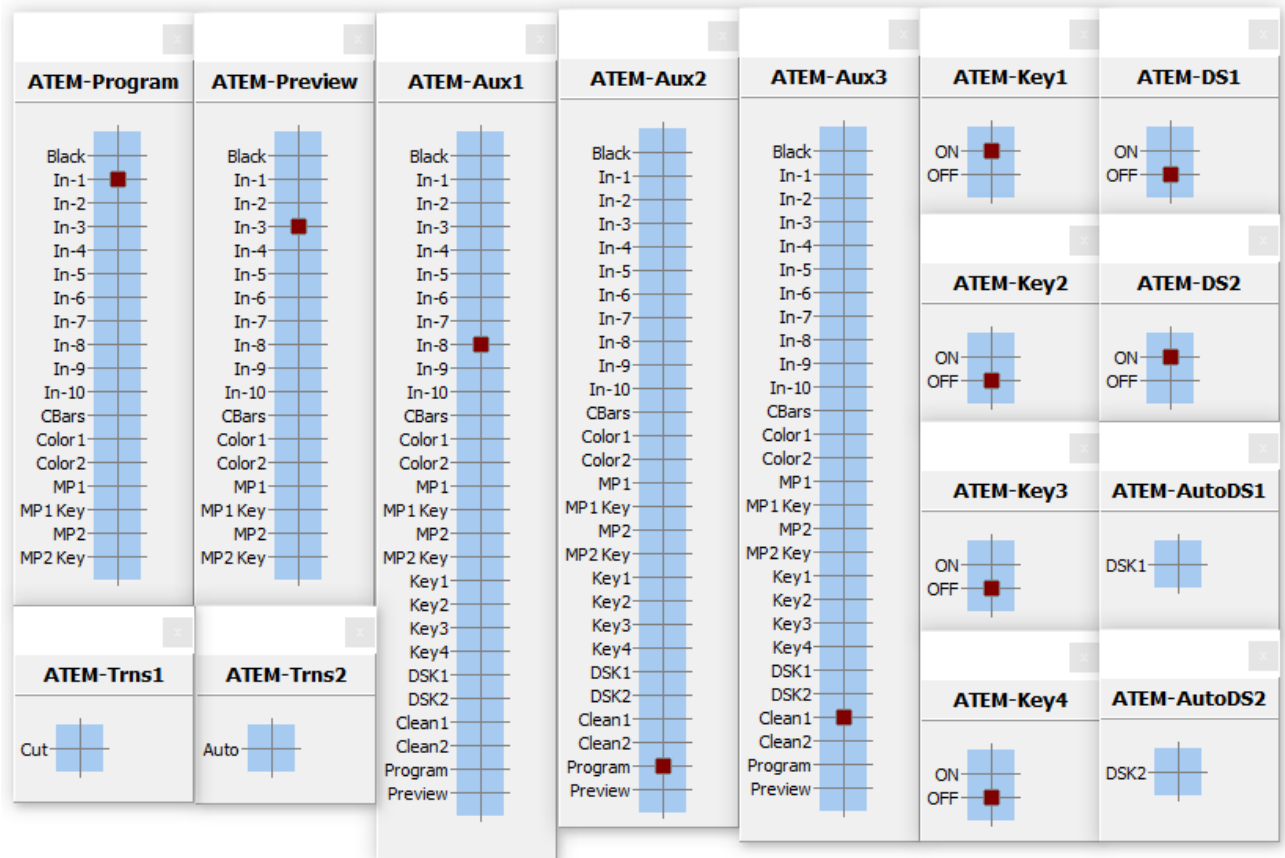 ATEM-Program
Black
In-1
In-2
In-3
In-4
In-5
In-6
In-7
In-8
In-9
In-10
CBars
Color1
Color2
MP1
MP1 Key
MP2
MP2 Key
ATEM-Preview
Black
In-1
In-2
In-3
In-4
In-5
In-6
In-7
In-8
In-9
In-10
CBars
Color1
Color2
MP1
MP1 Key
MP2
MP2 Key
ATEM-Trns1
Cut
ATEM-Trns2
Auto
ATEM-Aux1
Black
In-1
In-2
In-3
In-4
In-5
In-6
In-7
In-8
In-9
In-10
CBars
Color1
Color2
MP1
MP1 Key
MP2
MP2 Key
Key1
Key2
Key3
Key4
DSK1
DSK2
Clean1
Clean2
Program
Preview
ATEM-Aux2
Black
In-1
In-2
In-3
In-4
In-5
In-6
In-7
In-8
In-9
In-10
CBars
Color1
Color2
MP1
MP1 Key
MP2
MP2 Key
Key1
Key2
Key3
Key4
DSK1
DSK2
Clean1
Clean2
Program
Preview
ATEM-Aux3
Black
In-1
In-2
In-3
In-4
In-5
In-6
In-7
In-8
In-9
In-10
CBars
Color1
Color2
MP1
MP1 Key
MP2
MP2 Key
Key1
Key2
Key3
Key4
DSK1
DSK2
Clean1
Clean2
Program
Preview
ATEM-Key1
ON
OFF
ATEM-DS1
ON
OFF
ATEM-Key2
ON
OFF
ATEM-DS2
ON
OFF
ATEM-Key3
ON
OFF
ATEM-AutoDS1
DSK1
ATEM-Key4
ON
OFF
ATEM-AutoDS2
DSK2